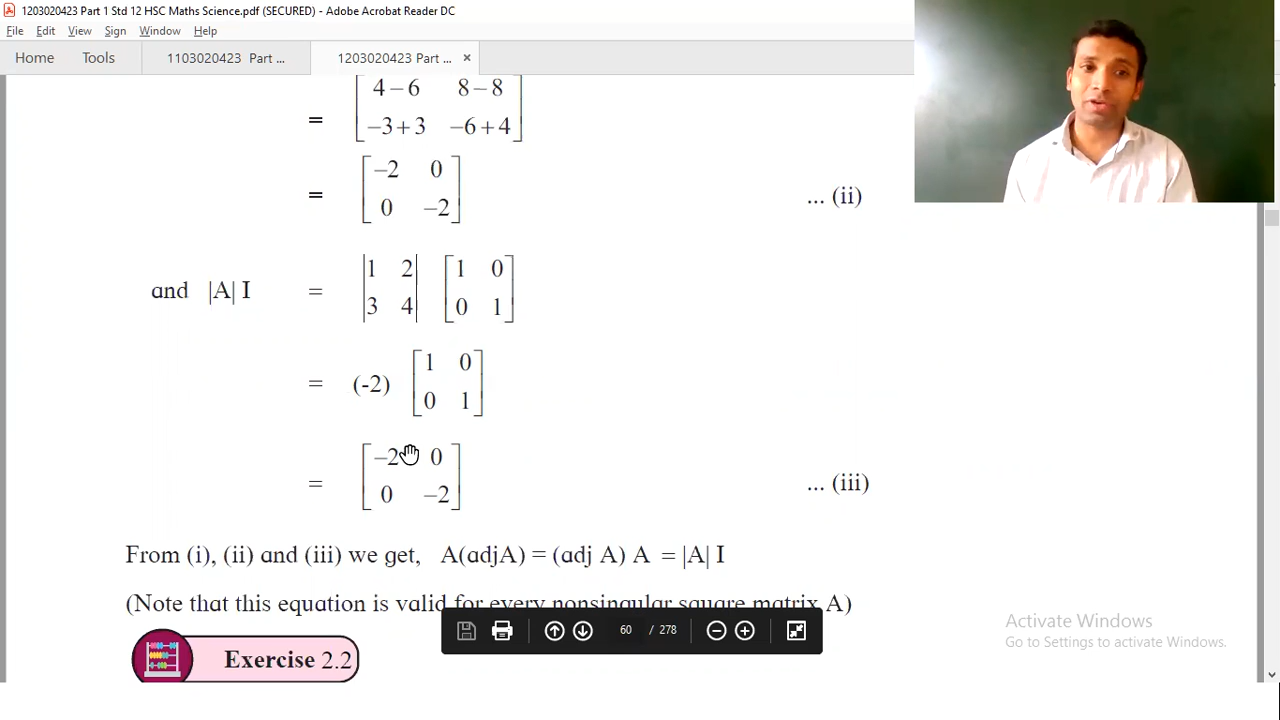 1203020423 Part 1 Std 12 HSC Maths Science.pdf (SECURED) - Adobe Acrobat Reader DC
File Edit View Sign Window Help
Home Tools 1103020423 Part ... 1203020423 Part ... ×
4 − 6 8 − 8
= −3 + 3 −6 + 4
−2 0
= 0 −2 ... (ii)
and |A| I = |1 2| [1 0]
|3 4| [0 1]
= (-2) [1 0]
[0 1]
−2 0
= 0 −2 ... (iii)
From (i), (ii) and (iii) we get, A(adjA) = (adj A) A = |A| I
(Note that this equation is valid for every nonsingular square matrix A)
60 / 278
Exercise 2.2
Activate Windows
Go to Settings to activate Windows.